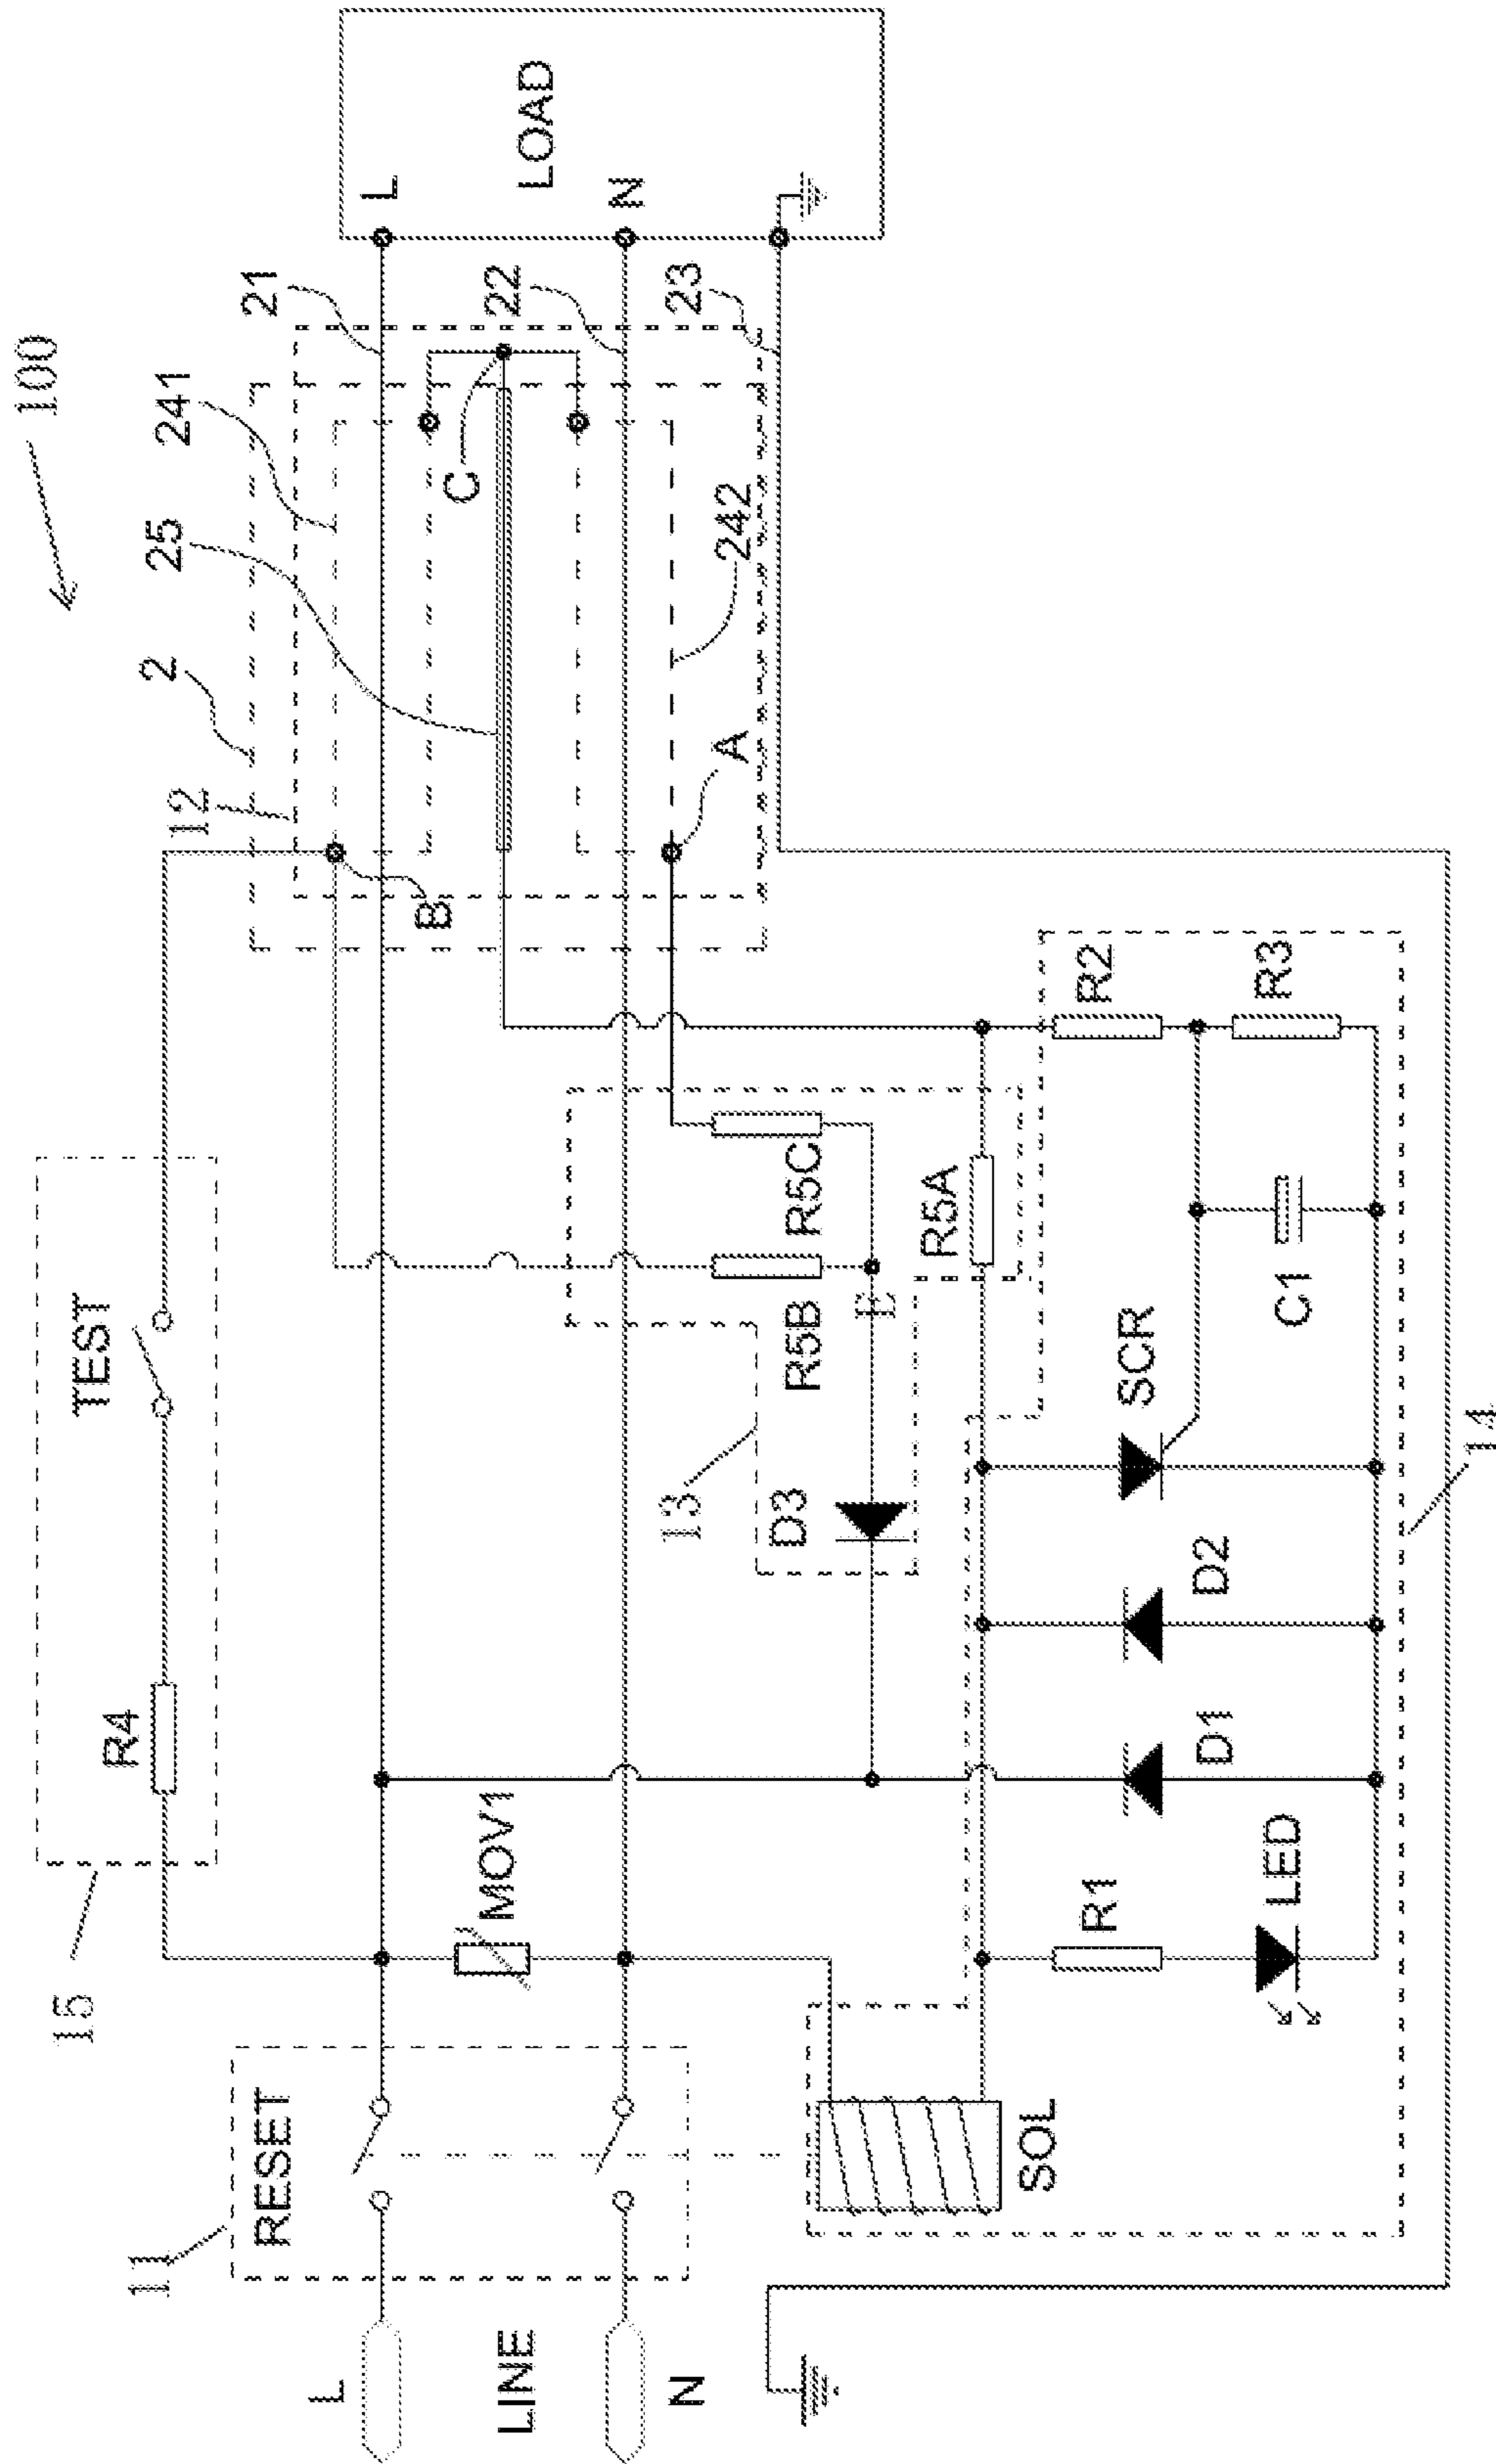 100
15
TEST
R4
12
2
25
241
21
11
RESET
L
L
B
C
22
LOAD
MOV1
LINE
N
N
A
242
23
13
D3
R5B
R5C
E
R5A
SOL
R1
LED
D1
D2
SCR
C1
R2
R3
14